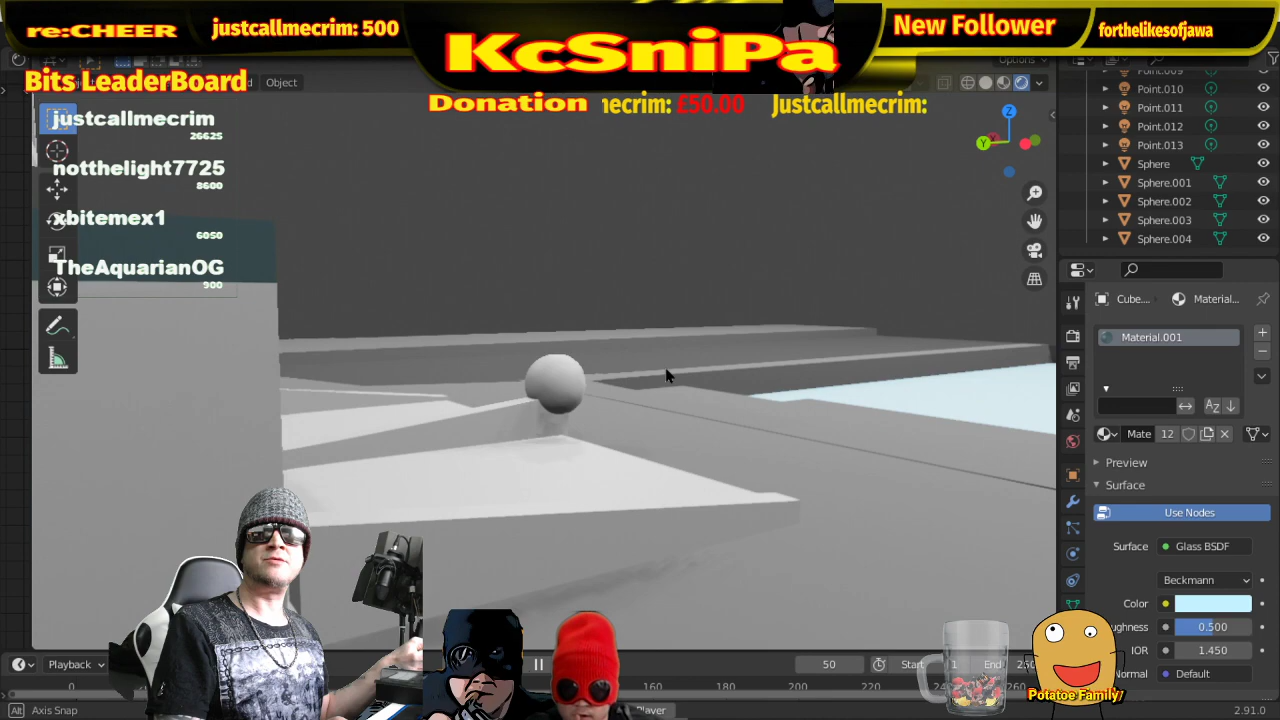 re:CHEER
justcallmecrim: 500
KcSniPa
New Follower
forthelikesofjawa
Bits LeaderBoard
Object
Options
Donation
necrim: £50.00
Justcallmecrim:
justcallmecrim
26625
notthelight7725
8600
xbitemex1
6050
TheAquarianOG
900
Z
Y
Point.009
Point.010
Point.011
Point.012
Point.013
Sphere
Sphere.001
Sphere.002
Sphere.003
Sphere.004
Cube...
Material...
Material.001
Mate
12
Preview
Surface
Use Nodes
Surface
Glass BSDF
Beckmann
Color
ughness
0.500
IOR
1.450
Normal
Default
Playback
50
Start
1
End
0
160
180
200
220
260
Potatoe Family
Alt
Axis Snap
Player
2.91.0